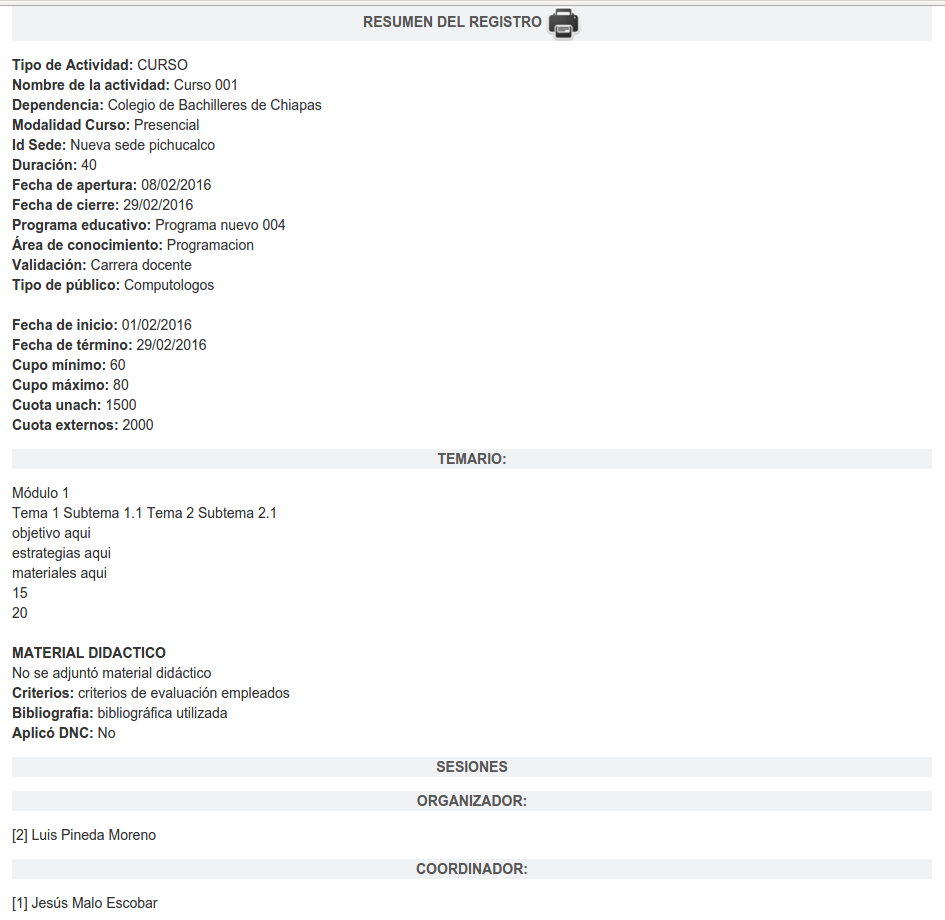 RESUMEN DEL REGISTRO
Tipo de Actividad: CURSO
Nombre de la actividad: Curso 001
Dependencia: Colegio de Bachilleres de Chiapas
Modalidad Curso: Presencial
Id Sede: Nueva sede pichucalco
Duración: 40
Fecha de apertura: 08/02/2016
Fecha de cierre: 29/02/2016
Programa educativo: Programa nuevo 004
Área de conocimiento: Programacion
Validación: Carrera docente
Tipo de público: Computologos
Fecha de inicio: 01/02/2016
Fecha de término: 29/02/2016
Cupo mínimo: 60
Cupo máximo: 80
Cuota unach: 1500
Cuota externos: 2000
TEMARIO:
Módulo 1
Tema 1 Subtema 1.1 Tema 2 Subtema 2.1
objetivo aqui
estrategias aqui
materiales aqui
15
20
MATERIAL DIDACTICO
No se adjuntó material didáctico
Criterios: criterios de evaluación empleados
Bibliografia: bibliográfica utilizada
Aplicó DNC: No
SESIONES
ORGANIZADOR:
[2] Luis Pineda Moreno
COORDINADOR:
[1] Jesús Malo Escobar